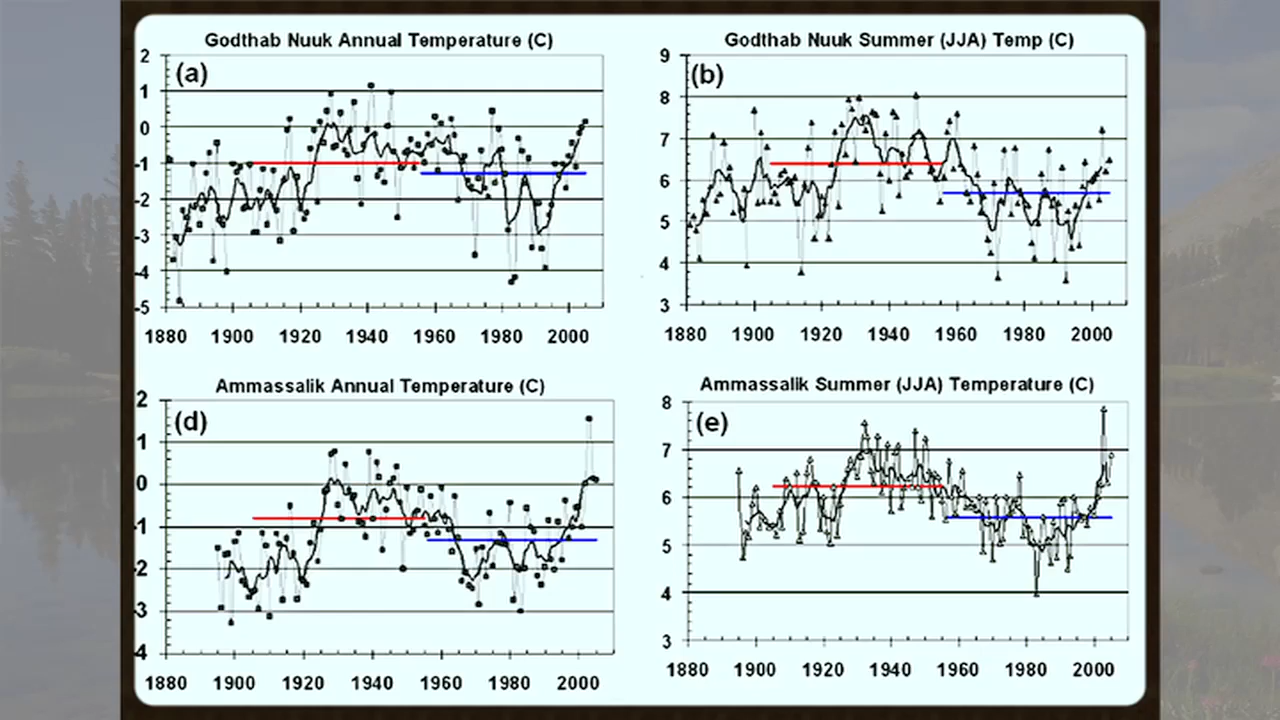 Godthab Nuuk Annual Temperature (C)
(a)
2
1
0
-1
-2
-3
-4
-5
1880 1900 1920 1940 1960 1980 2000
Godthab Nuuk Summer (JJA) Temp (C)
(b)
9
8
7
6
5
4
3
1880 1900 1920 1940 1960 1980 2000
Ammassalik Annual Temperature (C)
(d)
2
1
0
-1
-2
-3
-4
1880 1900 1920 1940 1960 1980 2000
Ammassalik Summer (JJA) Temperature (C)
(e)
8
7
6
5
4
3
1880 1900 1920 1940 1960 1980 2000